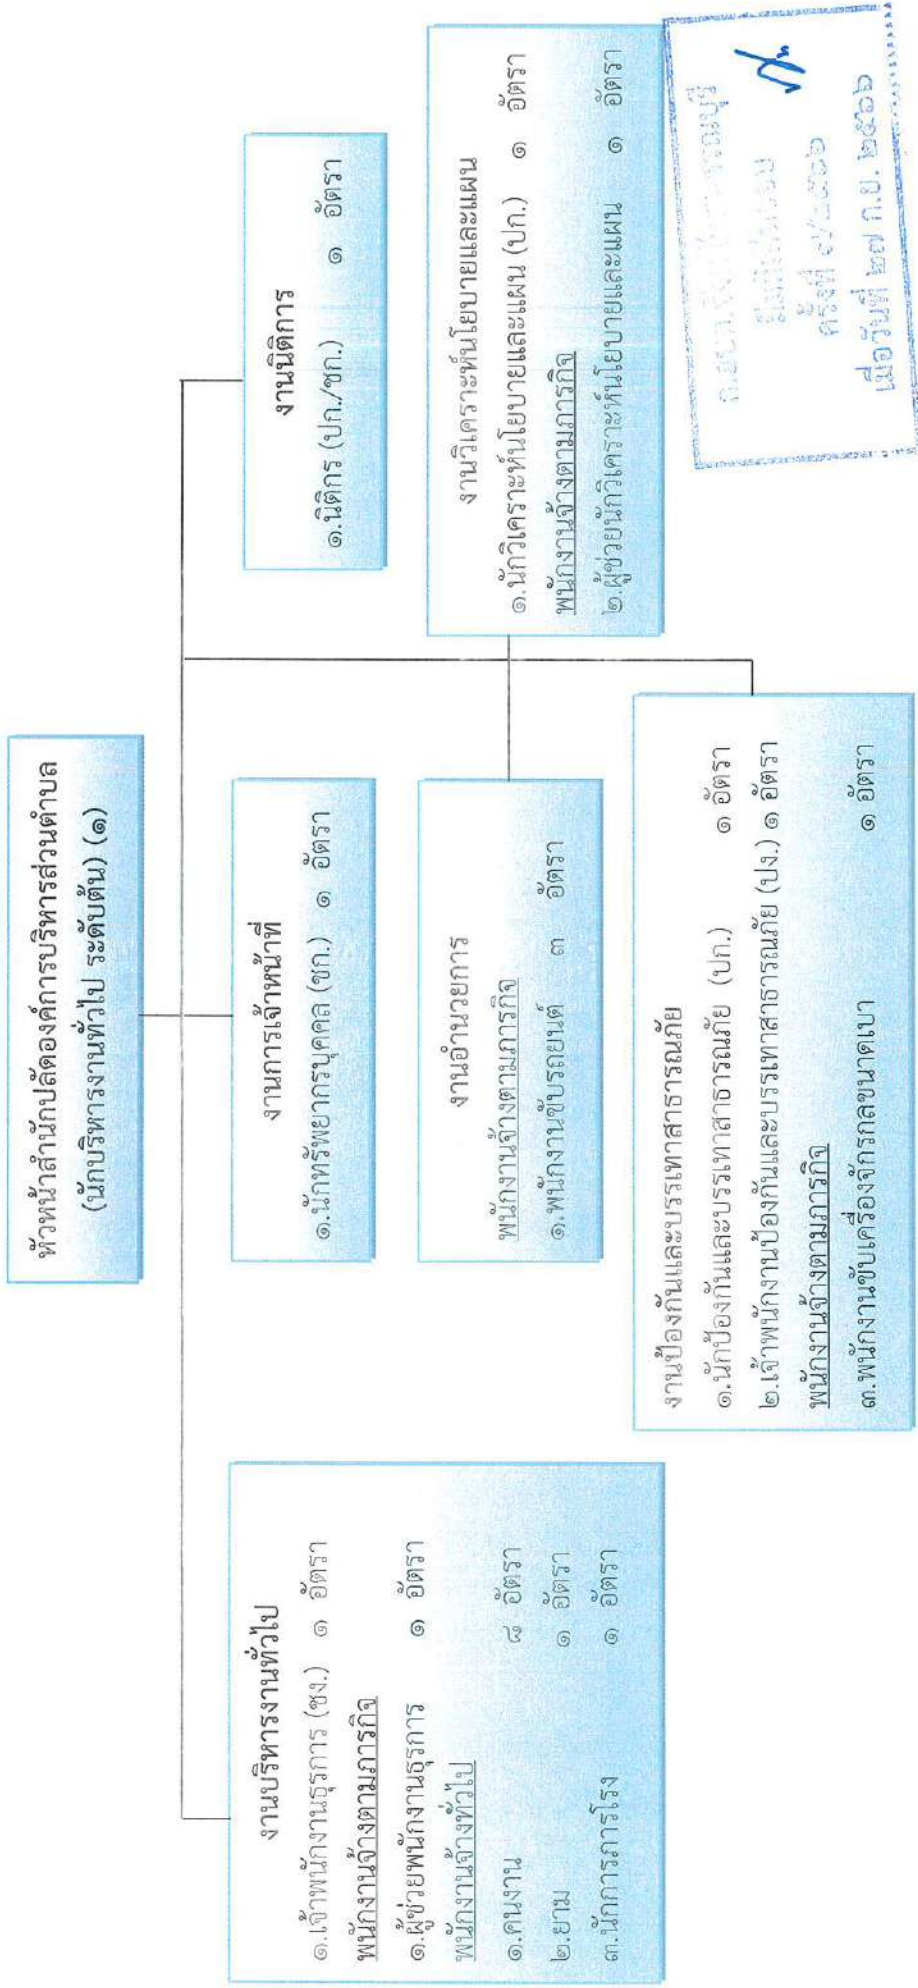 หัวหน้าสำนักปลัดองค์การบริหารส่วนตำบล
(นักบริหารงานทั่วไป ระดับต้น) (๑)
งานบริหารงานทั่วไป
๑.เจ้าพนักงานธุรการ (ชง.) ๑ อัตรา
พนักงานจ้างตามภารกิจ
๑.ผู้ช่วยพนักงานธุรการ ๑ อัตรา
พนักงานจ้างทั่วไป
๑.คนงาน ๘ อัตรา
๒.ยาม ๑ อัตรา
๓.นักการภารโรง ๑ อัตรา
งานการเจ้าหน้าที่
๑.นักทรัพยากรบุคคล (ชก.) ๑ อัตรา
งานนิติการ
๑.นิติกร (ปก./ชก.) ๑ อัตรา
งานอำนวยการ
พนักงานจ้างตามภารกิจ
๑.พนักงานขับรถยนต์ ๓ อัตรา
งานวิเคราะห์นโยบายและแผน
๑.นักวิเคราะห์นโยบายและแผน (ปก.) ๑ อัตรา
พนักงานจ้างตามภารกิจ
๒.ผู้ช่วยนักวิเคราะห์นโยบายและแผน ๑ อัตรา
งานป้องกันและบรรเทาสาธารณภัย
๑.นักป้องกันและบรรเทาสาธารณภัย (ปก.) ๑ อัตรา
๒.เจ้าพนักงานป้องกันและบรรเทาสาธารณภัย (ปง.) ๑ อัตรา
พนักงานจ้างตามภารกิจ
๓.พนักงานขับเครื่องจักรกลขนาดเบา ๑ อัตรา
ครั้งที่ ๙/๒๕๖๖
เมื่อวันที่ ๒๗ ก.ย. ๒๕๖๖